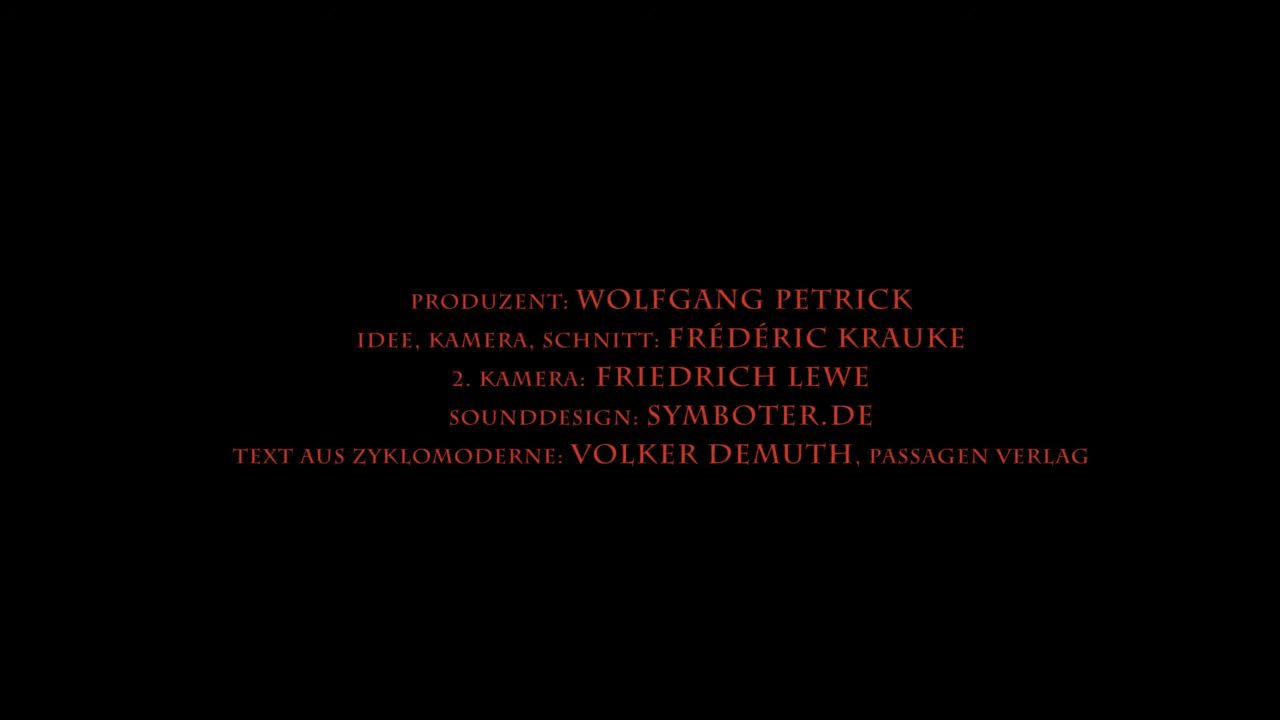 PRODUZENT: WOLFGANG PETRICK
IDEE, KAMERA, SCHNITT: FRÉDÉRIC KRAUKE
2. KAMERA: FRIEDRICH LEWE
SOUNDDESIGN: SYMBOTER.DE
TEXT AUS ZYKLOMODERNE: VOLKER DEMUTH, PASSAGEN VERLAG